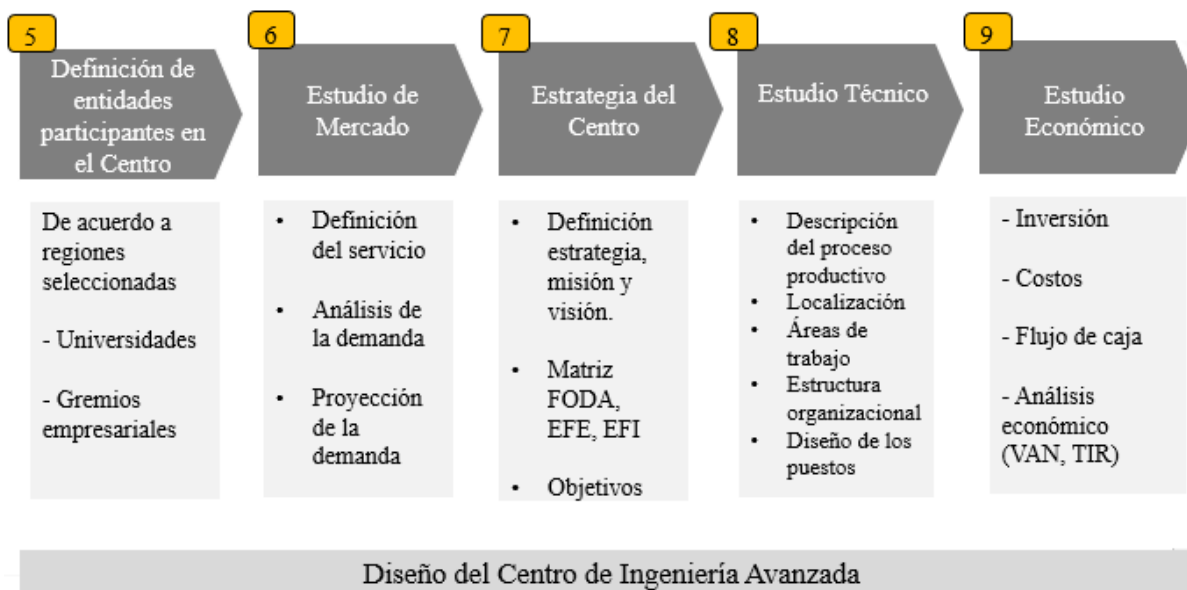 5
Definición de
entidades
participantes en
el Centro
De acuerdo a
regiones
seleccionadas
- Universidades
- Gremios
empresariales
6
Estudio de
Mercado
• Definición
del servicio
• Análisis de
la demanda
• Proyección
de la
demanda
7
Estrategia del
Centro
• Definición
estrategia,
misión y
visión.
• Matriz
FODA,
EFE, EFI
• Objetivos
8
Estudio Técnico
• Descripción
del proceso
productivo
• Localización
• Áreas de
trabajo
• Estructura
organizacional
• Diseño de los
puestos
9
Estudio
Económico
- Inversión
- Costos
- Flujo de caja
- Análisis
económico
(VAN, TIR)
Diseño del Centro de Ingeniería Avanzada